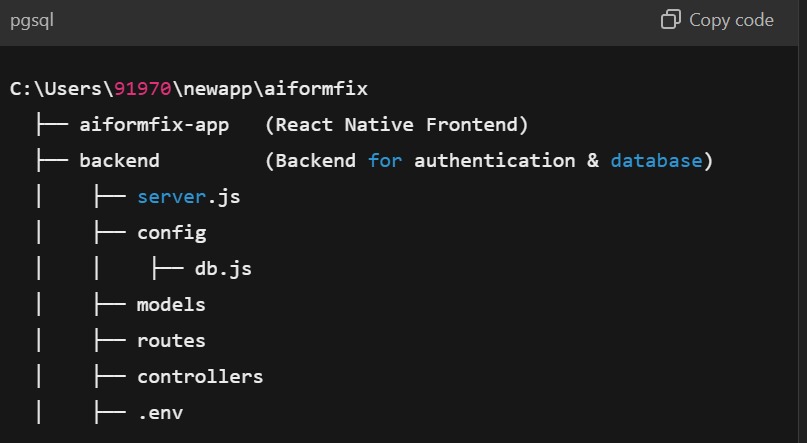 pgsql
Copy code
C:\Users\91970\newapp\aiformfix
├── aiformfix-app   (React Native Frontend)
├── backend         (Backend for authentication & database)
│   ├── server.js
│   ├── config
│   │   ├── db.js
│   ├── models
│   ├── routes
│   ├── controllers
│   ├── .env